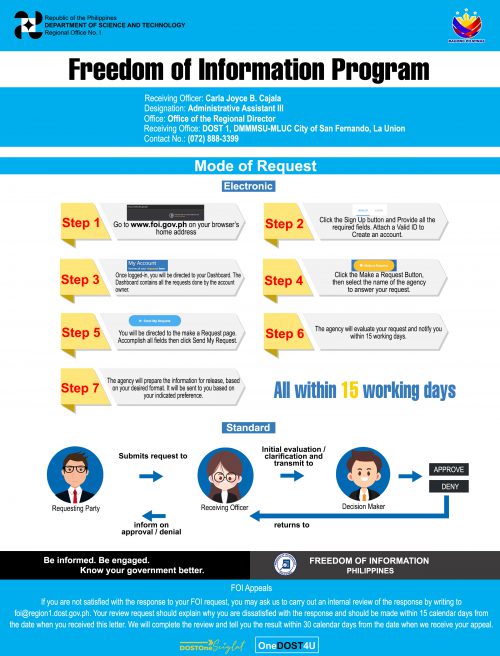 Republic of the Philippines
DEPARTMENT OF SCIENCE AND TECHNOLOGY
Regional Office No. I
BAGONG PILIPINAS
Freedom of Information Program
Receiving Officer: Carla Joyce B. Cajala
Designation: Administrative Assistant III
Office: Office of the Regional Director
Receiving Office: DOST 1, DMMMSU-MLUC City of San Fernando, La Union
Contact No.: (072) 888-3399
Mode of Request
Electronic
Step 1
Go to www.foi.gov.ph on your browser's
home address
Step 2
Click the Sign Up button and Provide all the
required fields. Attach a Valid ID to
Create an account.
Step 3
My Account
Once logged-in, you will be directed to your Dashboard. The
Dashboard contains all the requests done by the account
owner.
Step 4
Click the Make a Request Button,
then select the name of the agency
to answer your request.
Step 5
Send My Request
You will be directed to the make a Request page.
Accomplish all fields then click Send My Request.
Step 6
The agency will evaluate your request and notify you
within 15 working days.
Step 7
The agency will prepare the information for release, based
on your desired format. It will be sent to you based on
your indicated preference.
All within 15 working days
Standard
Submits request to
Initial evaluation /
clarification and
transmit to
APPROVE
DENY
Requesting Party
Receiving Officer
Decision Maker
inform on
approval / denial
returns to
Be informed. Be engaged.
Know your government better.
FREEDOM OF INFORMATION
PHILIPPINES
FOI Appeals
If you are not satisfied with the response to your FOI request, you may ask us to carry out an internal review of the response by writing to
foi@region1.dost.gov.ph. Your review request should explain why you are dissatisfied with the response and should be made within 15 calendar days from
the date when you received this letter. We will complete the review and tell you the result within 30 calendar days from the date when we receive your appeal.
DOSTOneSciglat
OneDOST4U